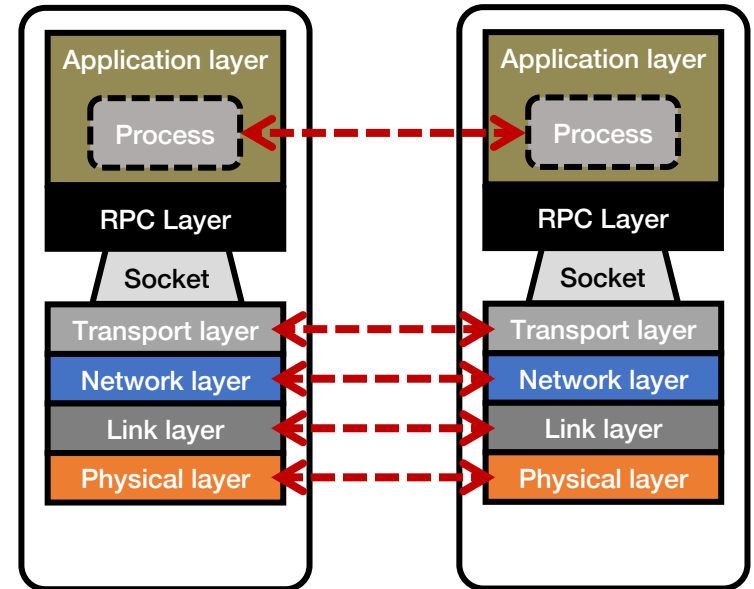 Application layer
Process
RPC Layer
Socket
Transport layer
Network layer
Link layer
Physical layer
Application layer
Process
RPC Layer
Socket
Transport layer
Network layer
Link layer
Physical layer